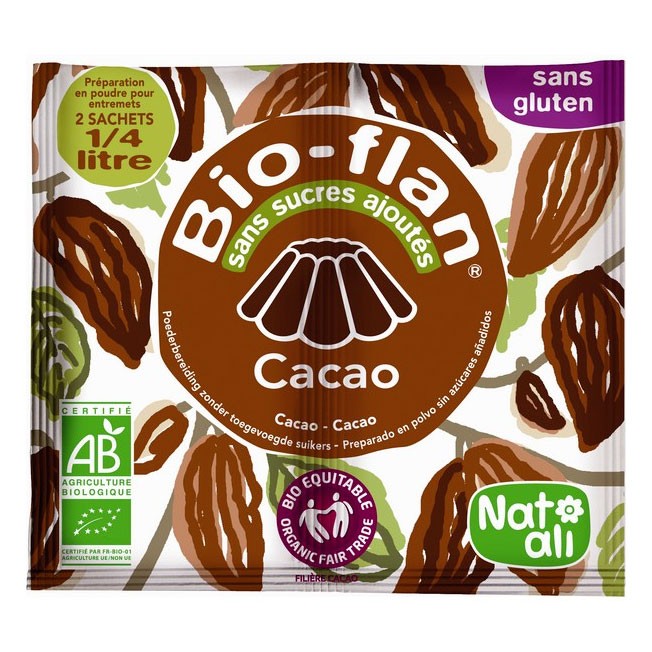 Préparation
en poudre pour
entremets
2 SACHETS
1/4
litre
sans
gluten
Bio-flan®
sans sucres ajoutés
Cacao
Cacao - Cacao
Poederbereiding zonder toegevoegde suikers - Preparado en polvo sin azúcares añadidos
CERTIFIÉ
AB
AGRICULTURE
BIOLOGIQUE
CERTIFIÉ PAR FR-BIO-01
AGRICULTURE UE/NON UE
BIO EQUITABLE
ORGANIC FAIR TRADE
FILIÈRE CACAO
Nat
ali